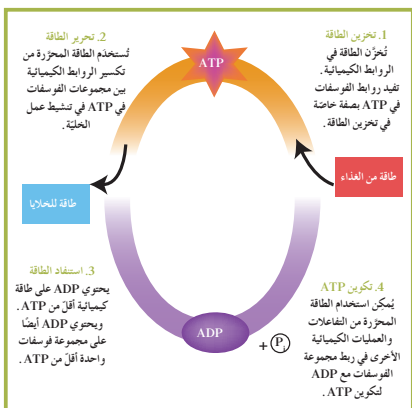 1. تخزين الطاقة
تُخزَّن الطاقة في
الروابط الكيميائية.
تفيد روابط الفوسفات
في ATP بصفة خاصّة
في تخزين الطاقة.
2. تحرير الطاقة
تُستخدَم الطاقة المحرَّرة من
تكسير الروابط الكيميائية
بين مجموعات الفوسفات
في ATP في تنشيط عمل
الخليّة.
ATP
طاقة من الغذاء
طاقة للخلايا
3. استنفاد الطاقة
يحتوي ADP على طاقة
كيميائية أقلّ من ATP.
ويحتوي ADP أيضًا
على مجموعة فوسفات
واحدة أقلّ من ATP.
4. تكوين ATP
يُمكِن استخدام الطاقة
المحرَّرة من التفاعلات
والعمليات الكيميائية
الأخرى في ربط مجموعة
الفوسفات مع ADP
لتكوين ATP.
ADP
+ Pi